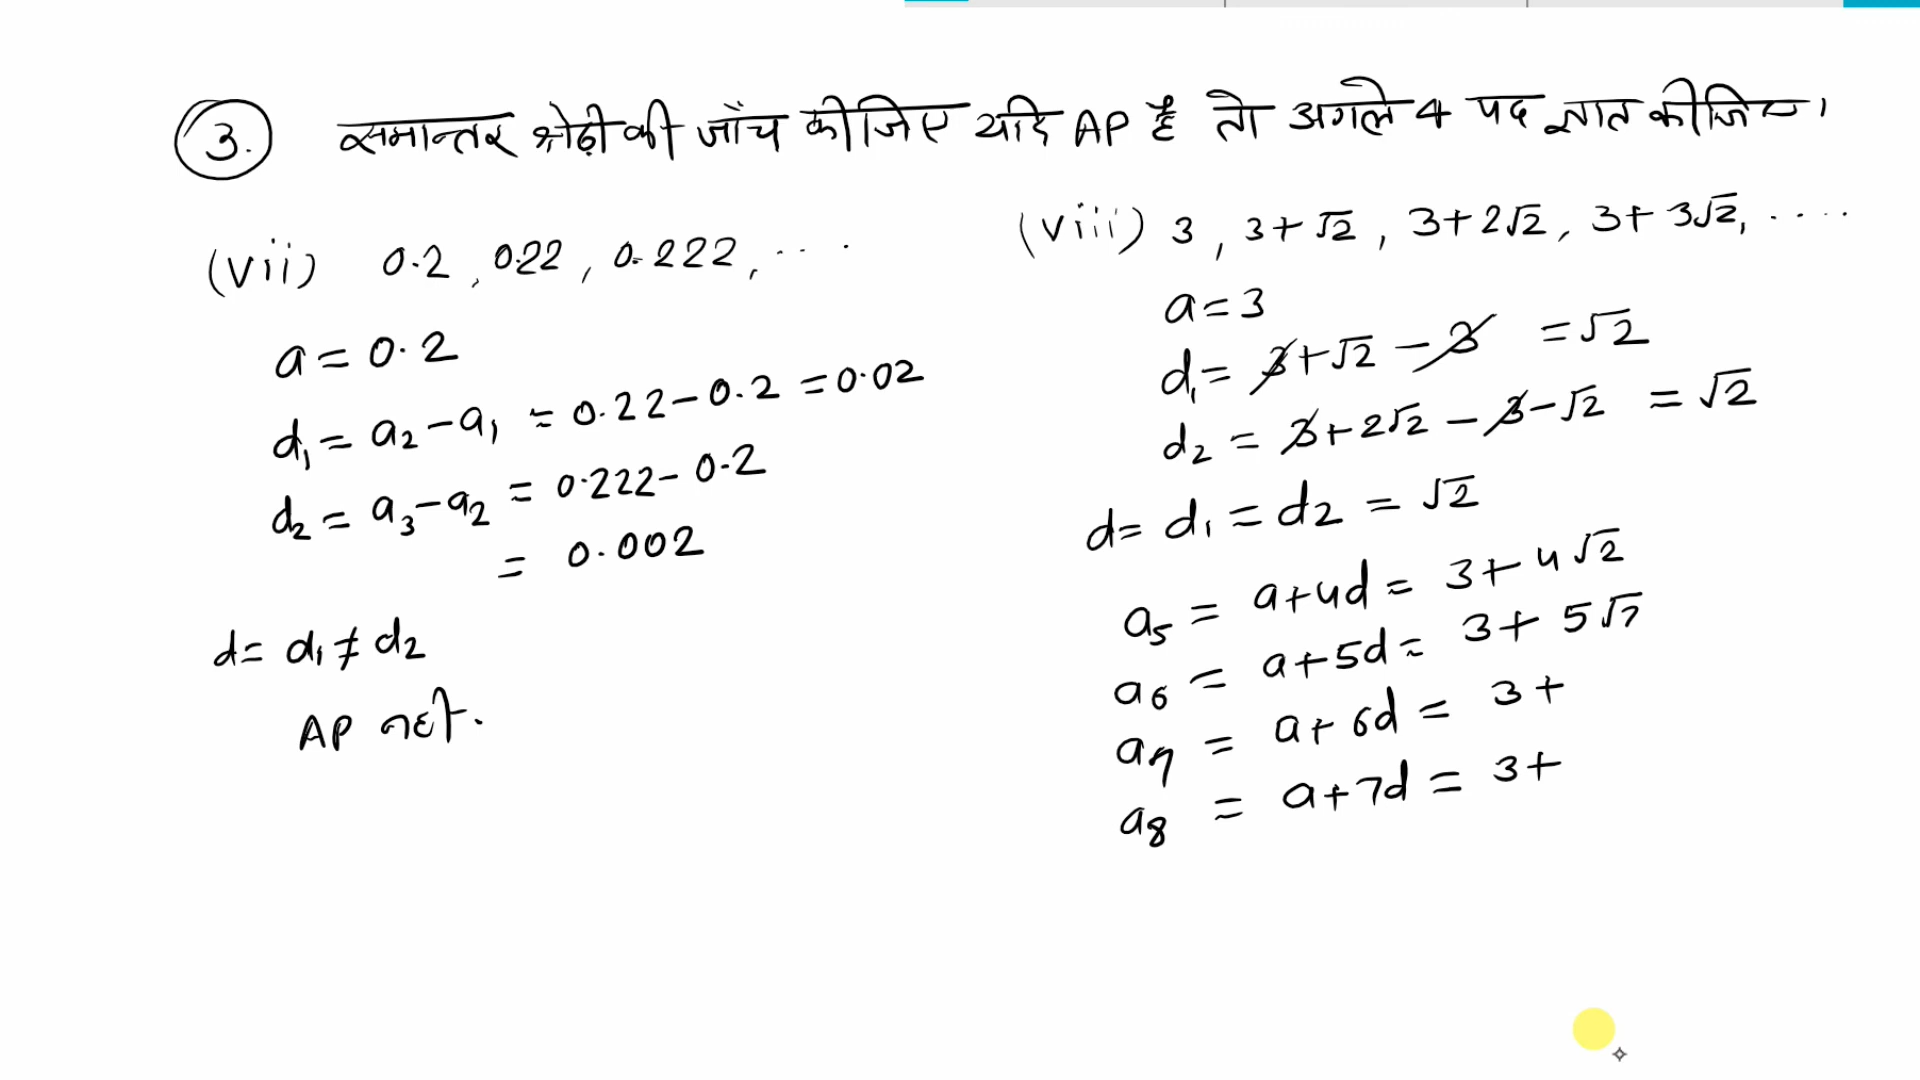 3. समान्तर श्रेढ़ी की जाँच कीजिए यदि AP है तो अगले 4 पद ज्ञात कीजिए।
(vii) 0.2, 0.22, 0.222, ....
a = 0.2
d₁ = a₂ - a₁ = 0.22 - 0.2 = 0.02
d₂ = a₃ - a₂ = 0.222 - 0.2
= 0.002
d = d₁ ≠ d₂
AP नहीं.
(viii) 3, 3+√2, 3+2√2, 3+3√2, ....
a = 3
d₁ = 3+√2 - 3 = √2
d₂ = 3+2√2 - 3 - √2 = √2
d = d₁ = d₂ = √2
a₅ = a+4d = 3+4√2
a₆ = a+5d = 3+5√2
a₇ = a+6d = 3+
a₈ = a+7d = 3+